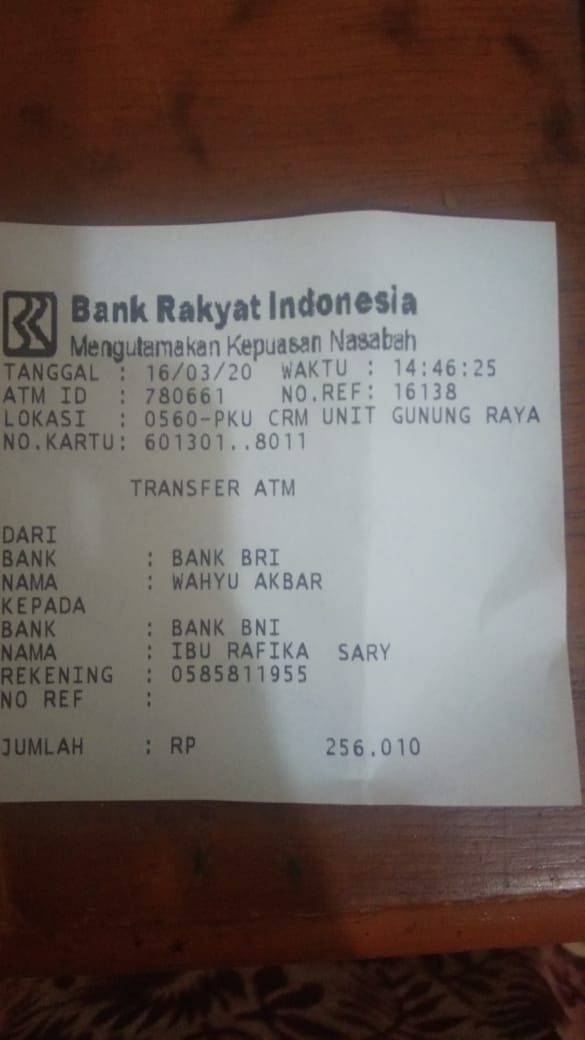 Bank Rakyat Indonesia
Mengutamakan Kepuasan Nasabah
TANGGAL : 16/03/20 WAKTU : 14:46:25
ATM ID : 780661 NO.REF: 16138
LOKASI : 0560-PKU CRM UNIT GUNUNG RAYA
NO.KARTU: 601301..8011
TRANSFER ATM
DARI
BANK : BANK BRI
NAMA : WAHYU AKBAR
KEPADA
BANK : BANK BNI
NAMA : IBU RAFIKA SARY
REKENING : 0585811955
NO REF :
JUMLAH : RP 256.010